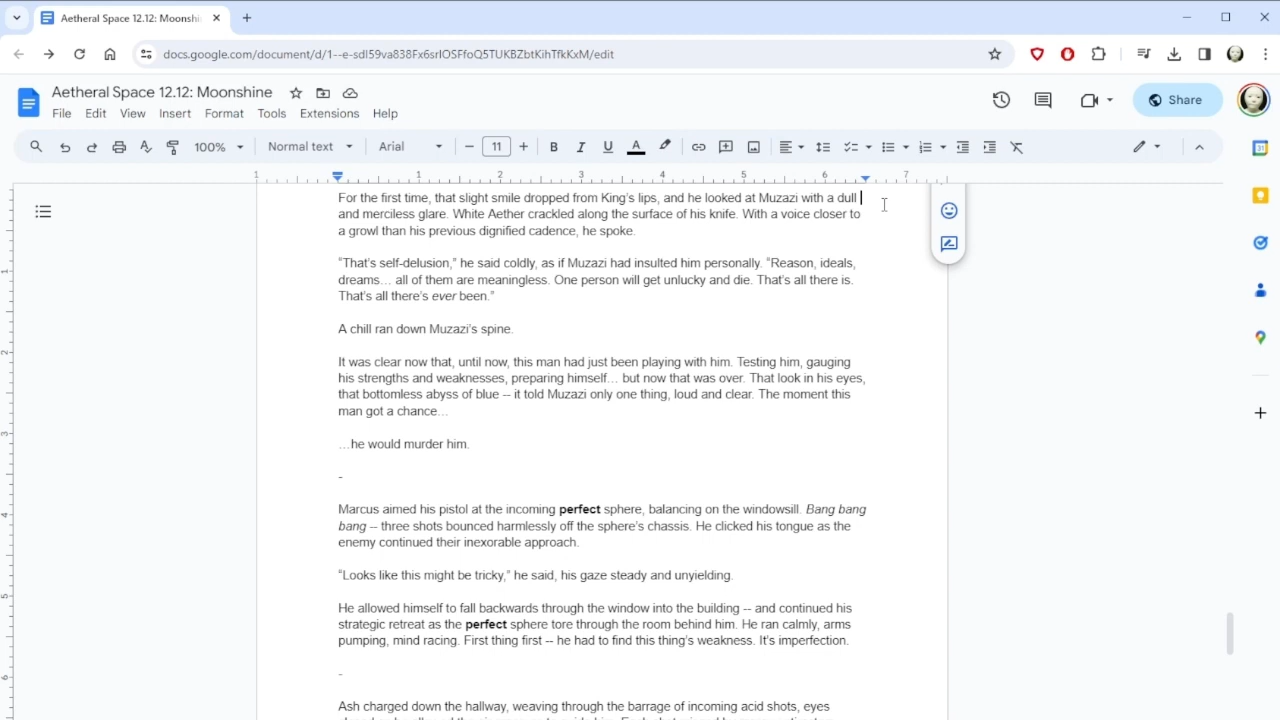 Aetheral Space 12.12: Moonshi
docs.google.com/document/d/1--e-sdl59va838Fx6srlOSFfoQ5TUKBZbtKihTfkKxM/edit
Aetheral Space 12.12: Moonshine
File Edit View Insert Format Tools Extensions Help
Share
100% Normal text Arial 11
1 1 2 3 4 5 6 7
For the first time, that slight smile dropped from King's lips, and he looked at Muzazi with a dull
and merciless glare. White Aether crackled along the surface of his knife. With a voice closer to
a growl than his previous dignified cadence, he spoke.
"That's self-delusion," he said coldly, as if Muzazi had insulted him personally. "Reason, ideals,
dreams… all of them are meaningless. One person will get unlucky and die. That's all there is.
That's all there's ever been."
A chill ran down Muzazi's spine.
It was clear now that, until now, this man had just been playing with him. Testing him, gauging
his strengths and weaknesses, preparing himself… but now that was over. That look in his eyes,
that bottomless abyss of blue -- it told Muzazi only one thing, loud and clear. The moment this
man got a chance…
…he would murder him.
-
Marcus aimed his pistol at the incoming perfect sphere, balancing on the windowsill. Bang bang
bang -- three shots bounced harmlessly off the sphere's chassis. He clicked his tongue as the
enemy continued their inexorable approach.
"Looks like this might be tricky," he said, his gaze steady and unyielding.
He allowed himself to fall backwards through the window into the building -- and continued his
strategic retreat as the perfect sphere tore through the room behind him. He ran calmly, arms
pumping, mind racing. First thing first -- he had to find this thing's weakness. It's imperfection.
-
Ash charged down the hallway, weaving through the barrage of incoming acid shots, eyes